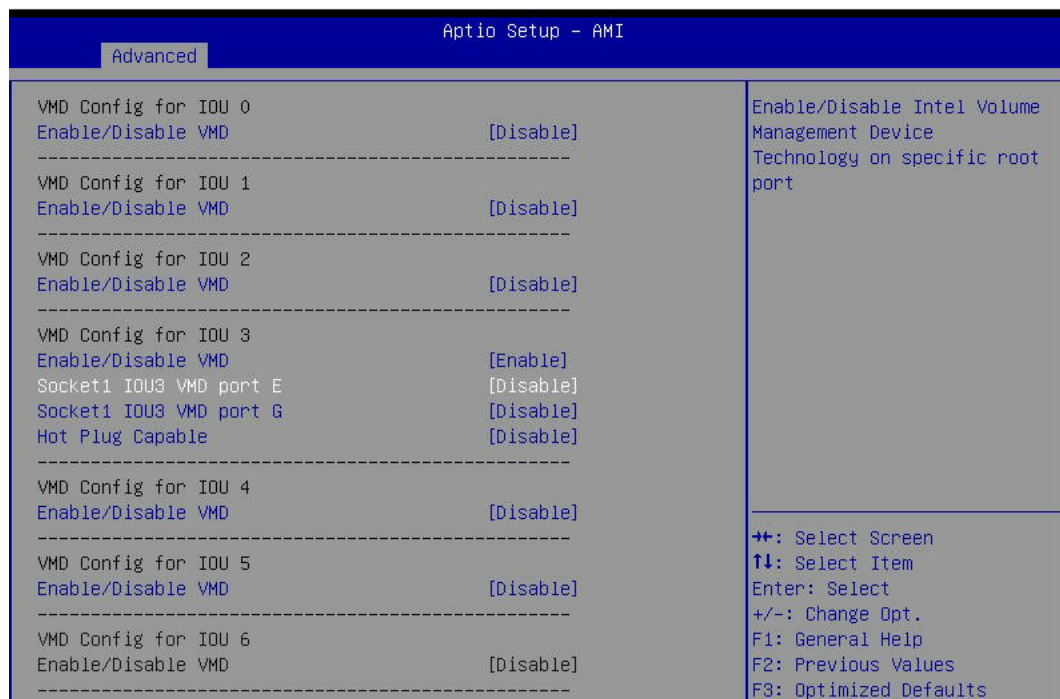 Aptio Setup – AMI
Advanced
VMD Config for IOU 0
Enable/Disable VMD [Disable]
VMD Config for IOU 1
Enable/Disable VMD [Disable]
VMD Config for IOU 2
Enable/Disable VMD [Disable]
VMD Config for IOU 3
Enable/Disable VMD [Enable]
Socket1 IOU3 VMD port E [Disable]
Socket1 IOU3 VMD port G [Disable]
Hot Plug Capable [Disable]
VMD Config for IOU 4
Enable/Disable VMD [Disable]
VMD Config for IOU 5
Enable/Disable VMD [Disable]
VMD Config for IOU 6
Enable/Disable VMD [Disable]
Enable/Disable Intel Volume
Management Device
Technology on specific root
port
→←: Select Screen
↑↓: Select Item
Enter: Select
+/-: Change Opt.
F1: General Help
F2: Previous Values
F3: Optimized Defaults